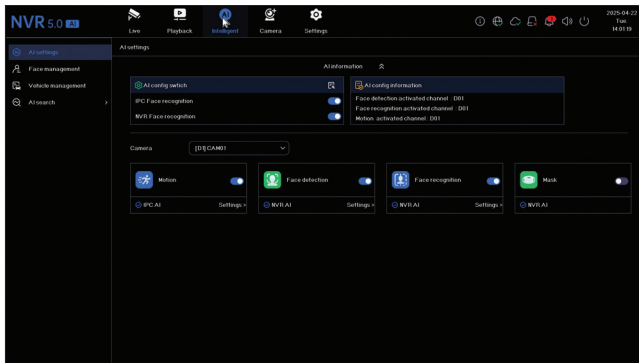 NVR 5.0 AI
Live
Playback
AI
Intelligent
Camera
Settings
2025-04-22
Tue
14:01:19
AI settings
Face management
Vehicle management
AI search
AI settings
AI information
AI config switch
IPC Face recognition
NVR Face recognition
AI config information
Face detection activated channel : D01
Face recognition activated channel : D01
Motion activated channel : D01
Camera
[D1] CAM01
Motion
IPC AI
Settings
Face detection
NVR AI
Settings
Face recognition
NVR AI
Settings
Mask
NVR AI